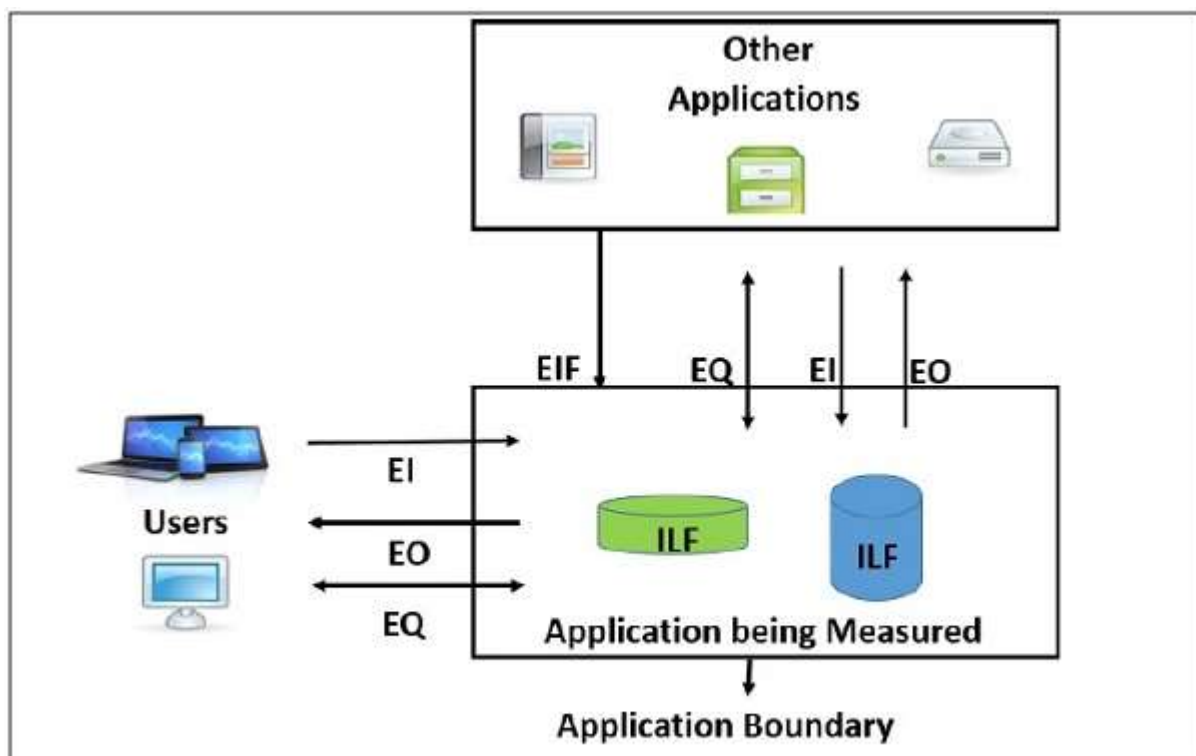 Other
Applications
EIF
EQ
EI
EO
EI
Users
EO
EQ
ILF
ILF
Application being Measured
Application Boundary